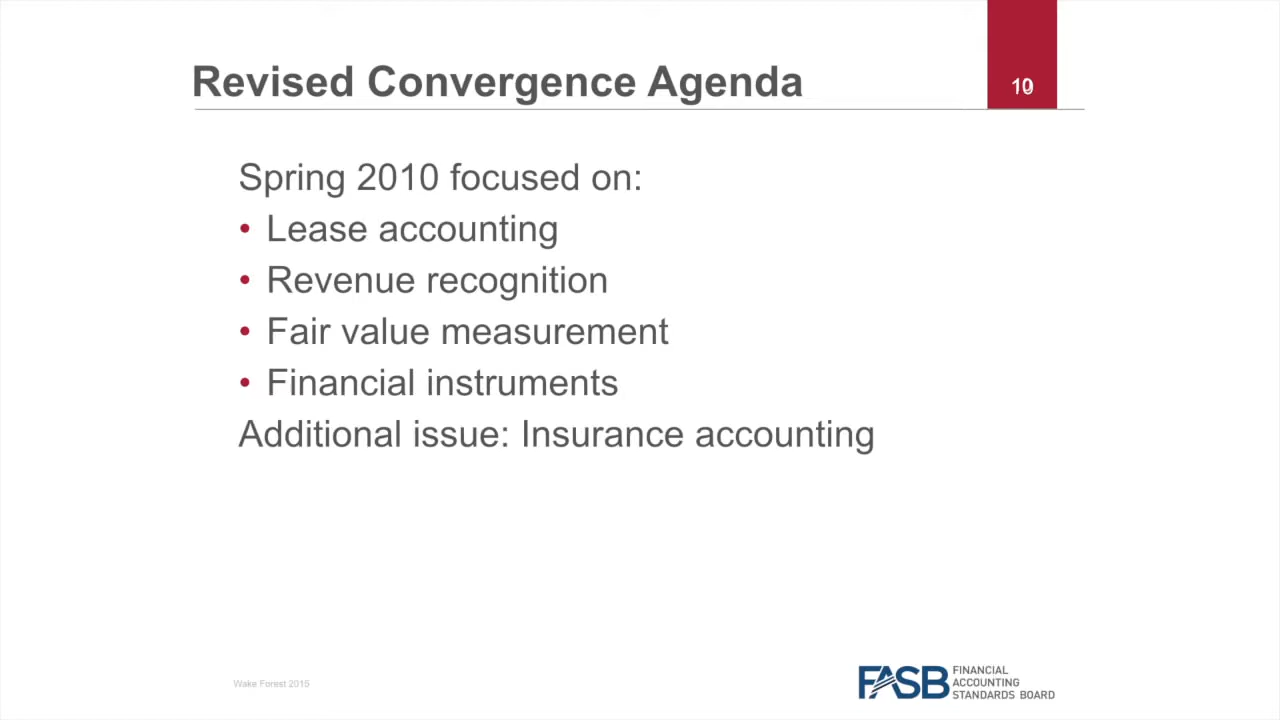 Revised Convergence Agenda
10
Spring 2010 focused on:
• Lease accounting
• Revenue recognition
• Fair value measurement
• Financial instruments
Additional issue: Insurance accounting
Wake Forest 2015
FASB
FINANCIAL
ACCOUNTING
STANDARDS BOARD